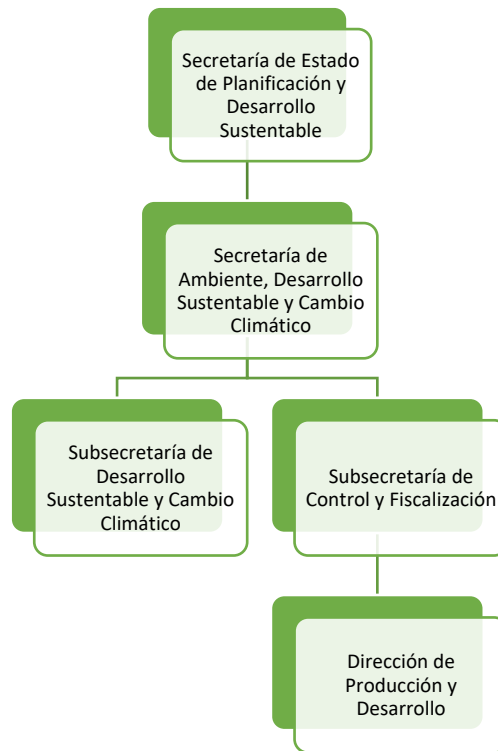 Secretaría de Estado
de Planificación y
Desarrollo
Sustentable
Secretaría de
Ambiente, Desarrollo
Sustentable y Cambio
Climático
Subsecretaría de
Desarrollo
Sustentable y Cambio
Climático
Subsecretaría de
Control y Fiscalización
Dirección de
Producción y
Desarrollo